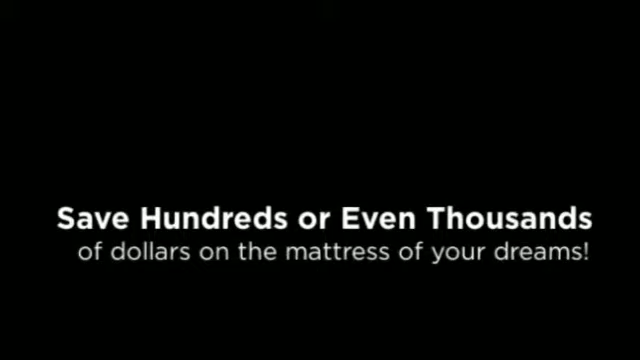 Save Hundreds or Even Thousands
of dollars on the mattress of your dreams!